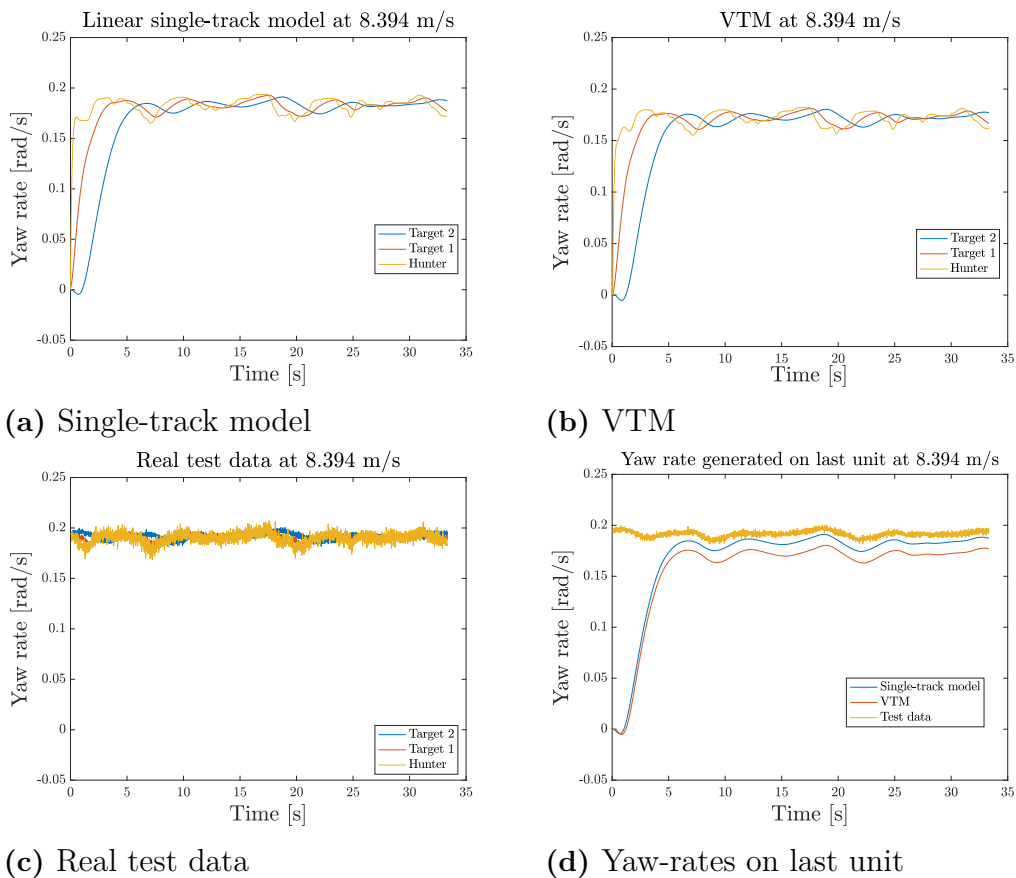 Linear single-track model at 8.394 m/s
Yaw rate [rad/s]
0.25
0.2
0.15
0.1
0.05
0
-0.05
Target 2
Target 1
Hunter
0 5 10 15 20 25 30 35
Time [s]
(a) Single-track model
VTM at 8.394 m/s
Yaw rate [rad/s]
0.25
0.2
0.15
0.1
0.05
0
-0.05
Target 2
Target 1
Hunter
0 5 10 15 20 25 30 35
Time [s]
(b) VTM
Real test data at 8.394 m/s
Yaw rate [rad/s]
0.25
0.2
0.15
0.1
0.05
0
-0.05
Target 2
Target 1
Hunter
0 5 10 15 20 25 30 35
Time [s]
(c) Real test data
Yaw rate generated on last unit at 8.394 m/s
Yaw rate [rad/s]
0.25
0.2
0.15
0.1
0.05
0
-0.05
Single-track model
VTM
Test data
0 5 10 15 20 25 30 35
Time [s]
(d) Yaw-rates on last unit